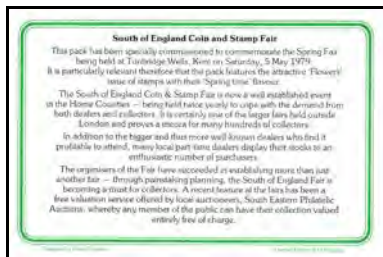 South of England Coin and Stamp Fair
This pack has been specially commissioned to commemorate the Spring Fair
being held at Tunbridge Wells, Kent on Saturday, 5 May 1979
It is particularly relevant therefore that the pack features the attractive 'Flowers'
issue of stamps with their 'Spring time' flavour.
The South of England Coin & Stamp Fair is now a well established event
in the Home Counties — being held twice yearly to cope with the demand from
both dealers and collectors. It is certainly one of the larger fairs held outside
London and proves a mecca for many hundreds of collectors.
In addition to the bigger and thus more well known dealers who find it
profitable to attend, many local part-time dealers display their stocks to an
enthusiastic number of purchasers.
The organisers of the Fair have succeeded in establishing more than just
another fair — through painstaking planning, the South of England Fair is
becoming a must for collectors. A recent feature at the fairs has been a
free valuation service offered by local auctioneers, South Eastern Philatelic
Auctions, whereby any member of the public can have their collection valued
entirely free of charge.